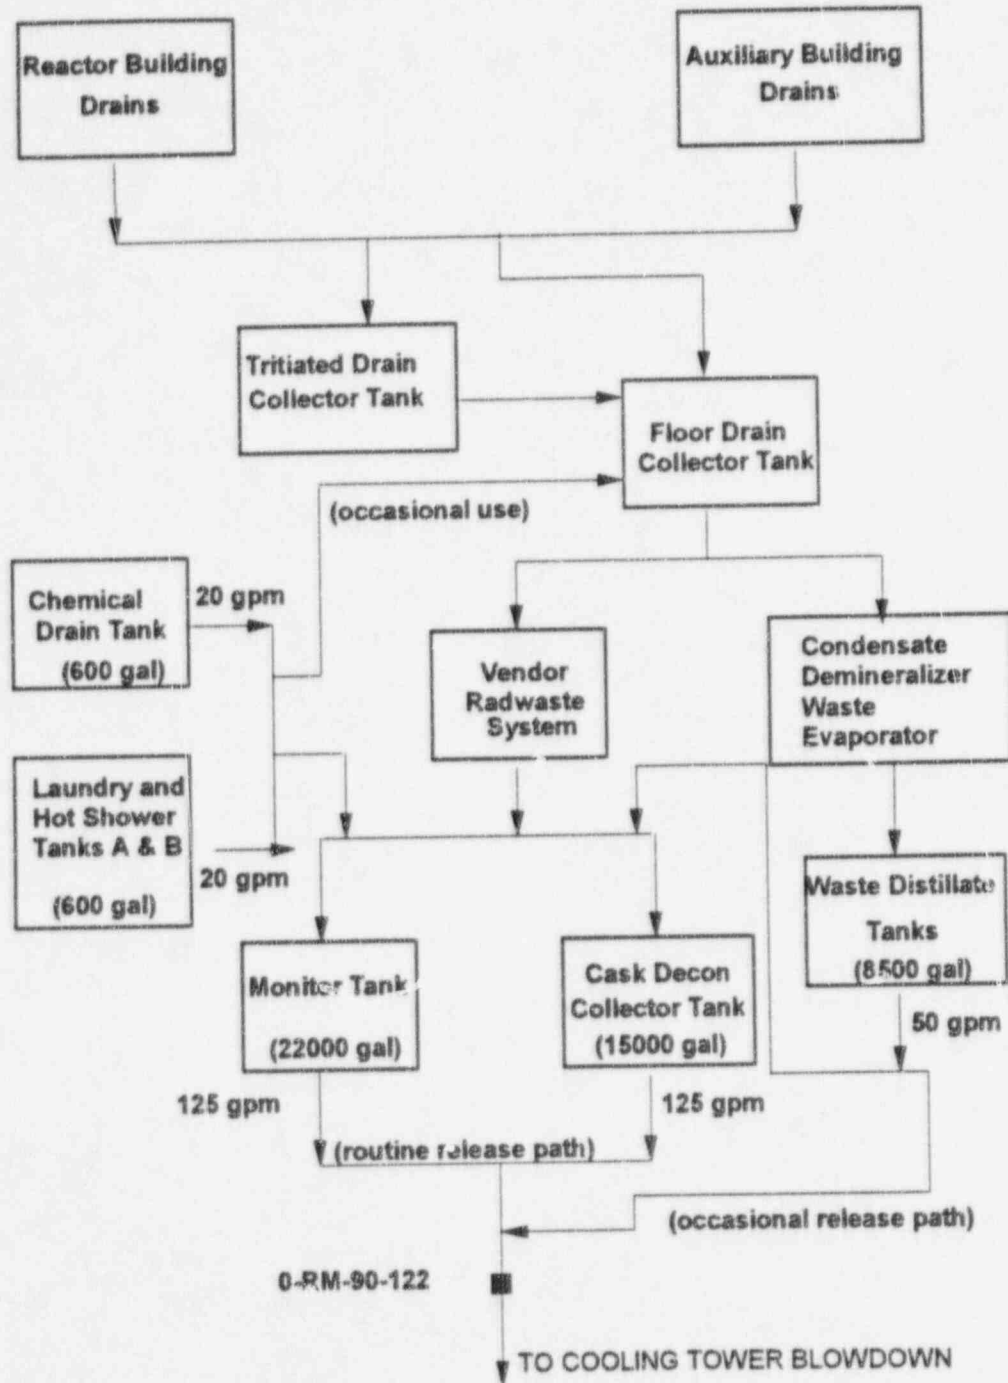 Reactor Building
Drains
Auxiliary Building
Drains
Tritiated Drain
Collector Tank
Floor Drain
Collector Tank
(occasional use)
Chemical
Drain Tank
(600 gal)
20 gpm
Vendor
Radwaste
System
Condensate
Demineralizer
Waste
Evaporator
Laundry and
Hot Shower
Tanks A & B
(600 gal)
20 gpm
Waste Distillate
Tanks
(8500 gal)
Monitor Tank
(22000 gal)
Cask Decon
Collector Tank
(15000 gal)
50 gpm
125 gpm
125 gpm
(routine release path)
(occasional release path)
0-RM-90-122
TO COOLING TOWER BLOWDOWN